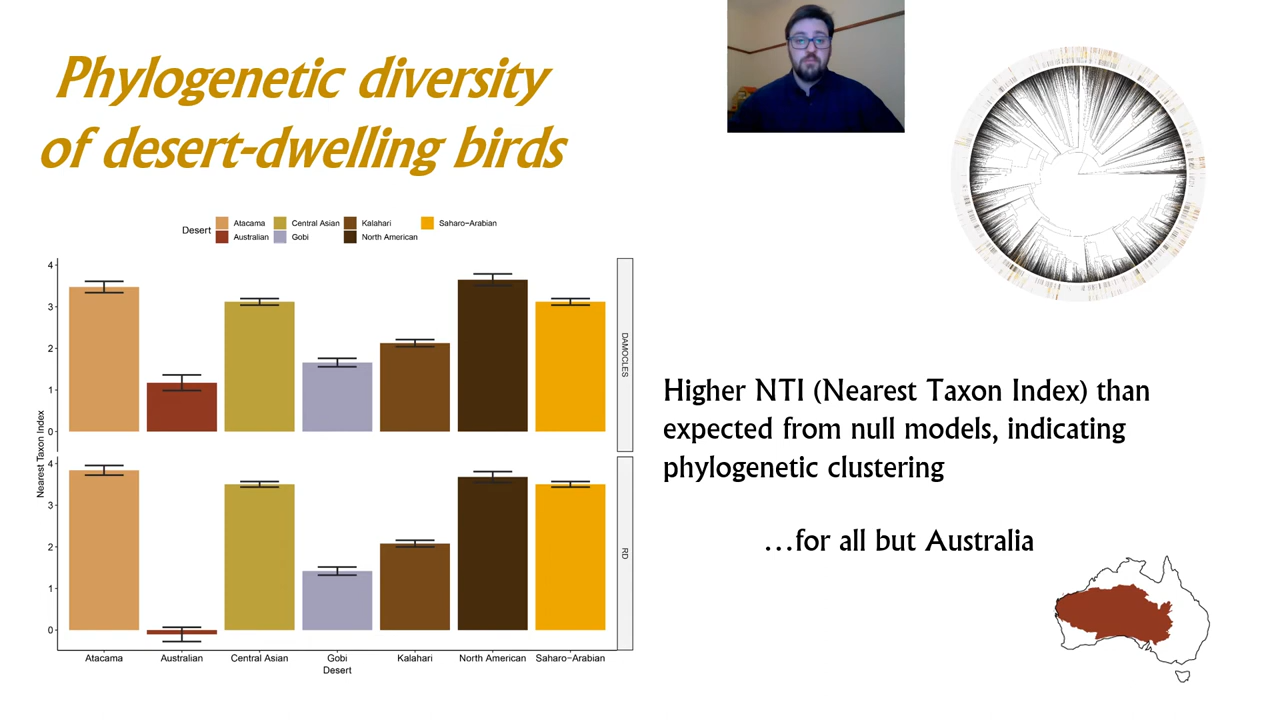 Phylogenetic diversity
of desert-dwelling birds
Desert
Atacama
Central Asian
Kalahari
Saharo−Arabian
Australian
Gobi
North American
4
3
2
1
0
DAMOCLES
Nearest Taxon Index
4
3
2
1
0
RD
Atacama
Australian
Central Asian
Gobi
Kalahari
North American
Saharo−Arabian
Desert
Higher NTI (Nearest Taxon Index) than
expected from null models, indicating
phylogenetic clustering
…for all but Australia